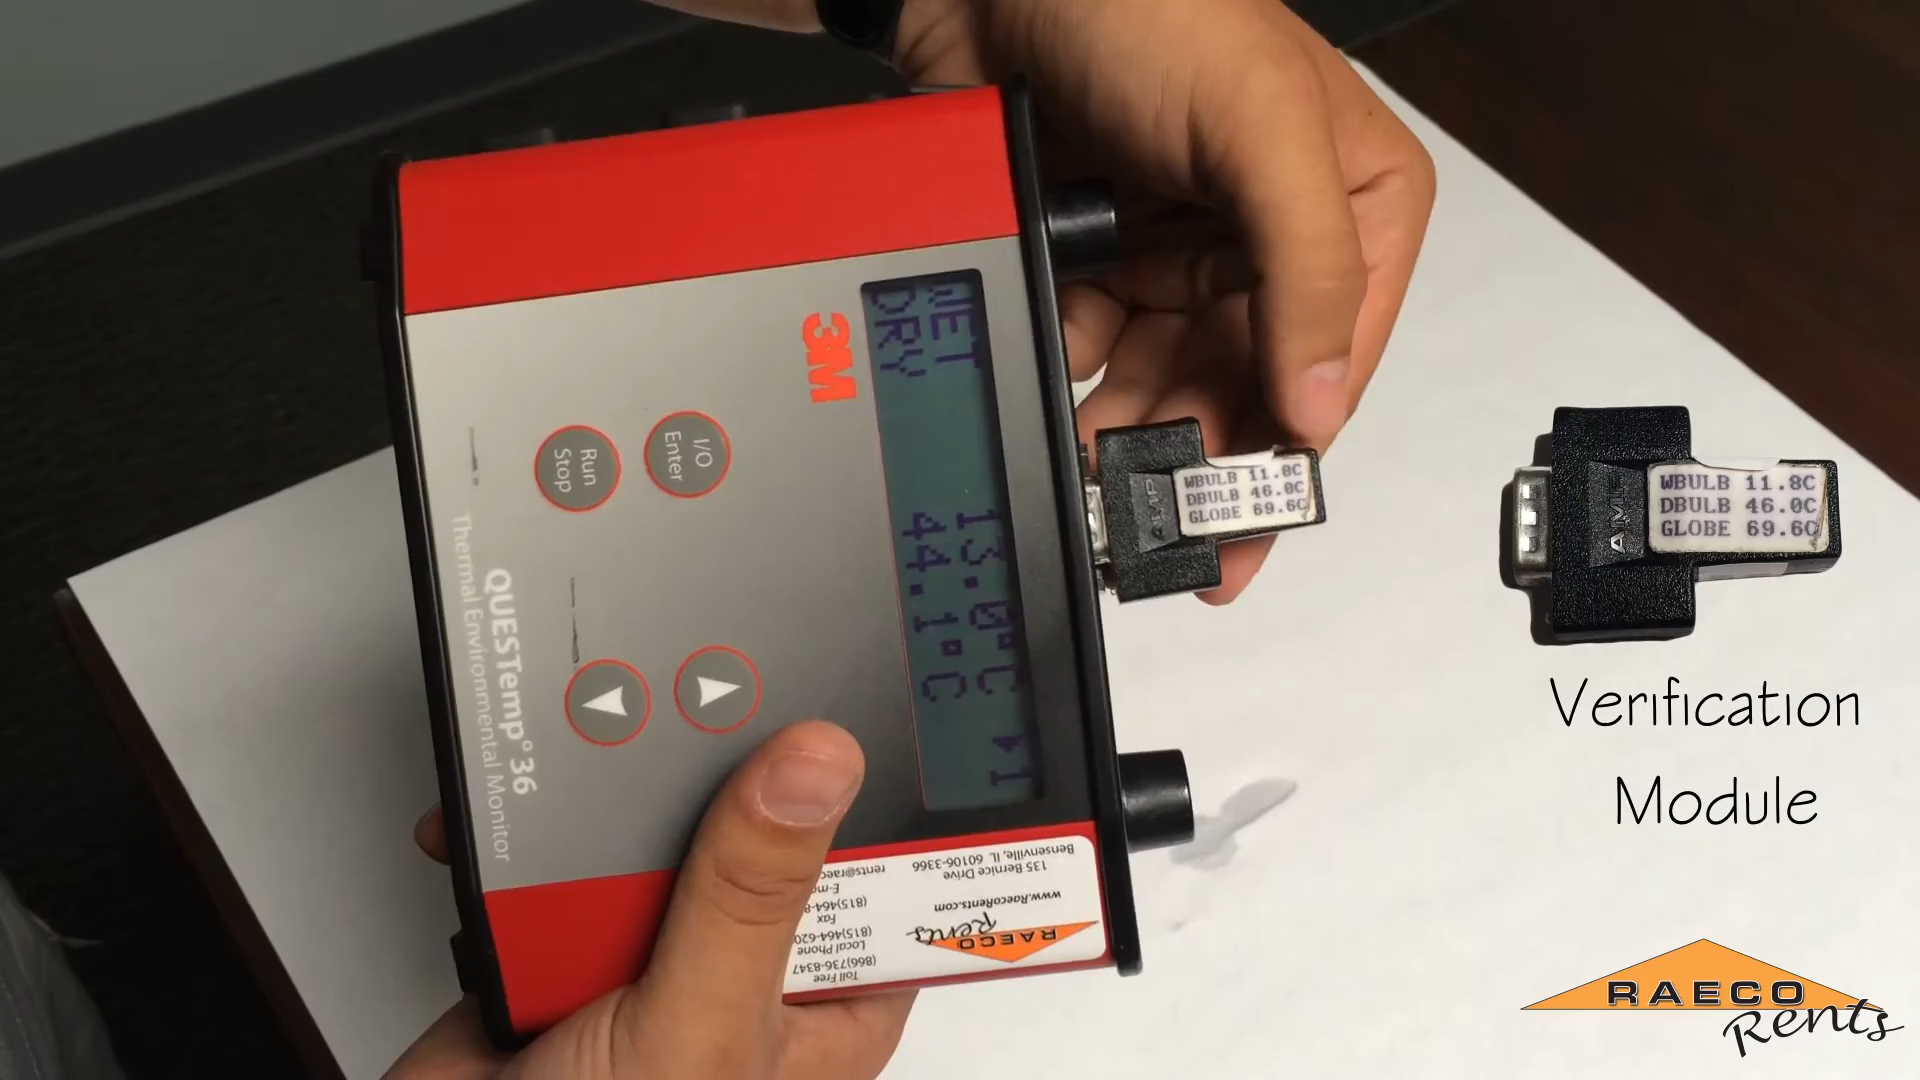 WET 13.0°C
DRY 44.1°C
3M
I/O
Enter
Run
Stop
QUESTemp° 36
Thermal Environmental Monitor
WBULB 11.8C
DBULB 46.0C
GLOBE 69.6C
AMP
WBULB 11.8C
DBULB 46.0C
GLOBE 69.6C
Verification
Module
RAECO
Rents
www.RaecoRents.com
135 Bernice Drive
Bensenville, IL 60106-3366
Toll Free
(866)736-8347
Local Phone
Fax
RAECO
Rents